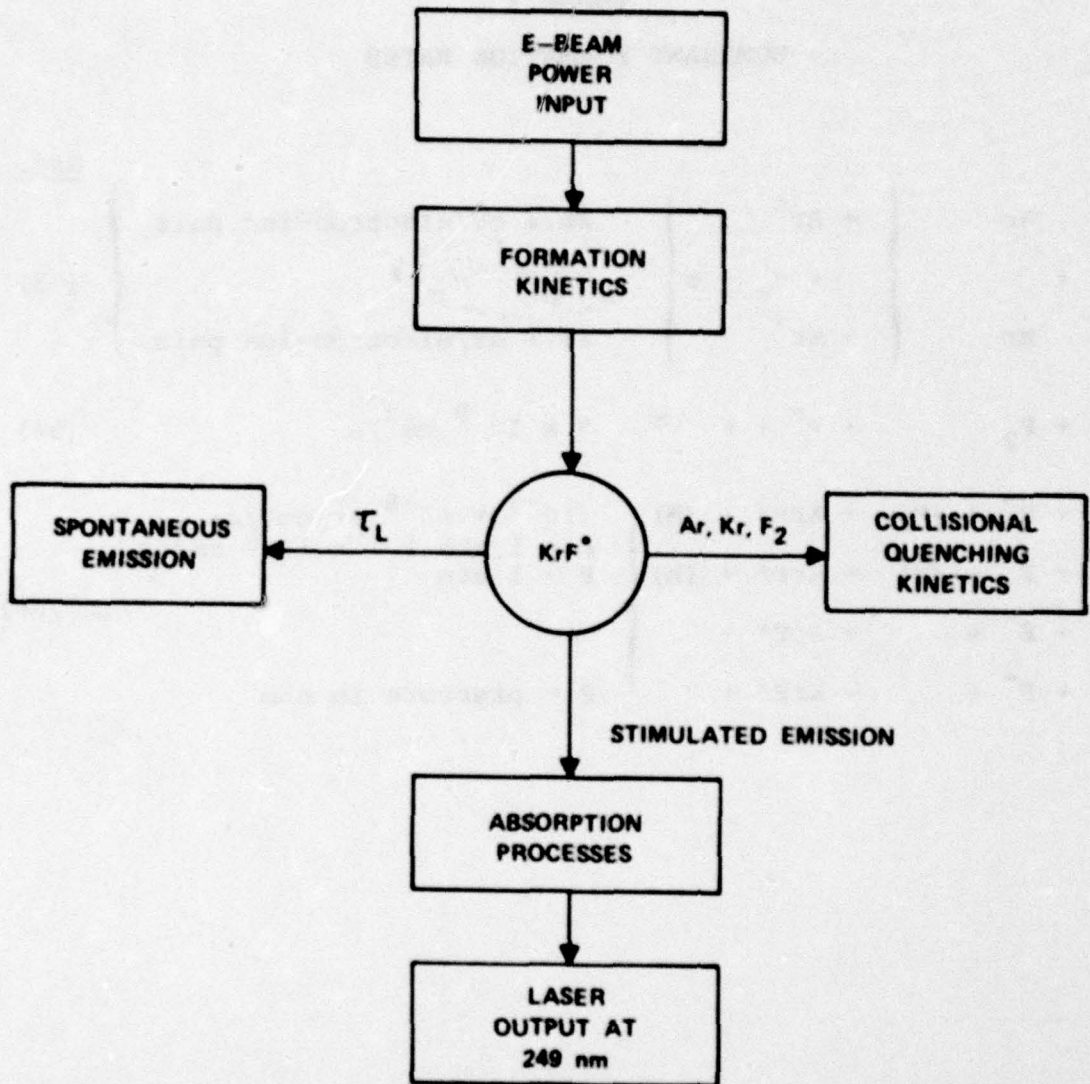 E-BEAM
POWER
INPUT
FORMATION
KINETICS
SPONTANEOUS
EMISSION
τL
KrF*
Ar, Kr, F2
COLLISIONAL
QUENCHING
KINETICS
STIMULATED EMISSION
ABSORPTION
PROCESSES
LASER
OUTPUT AT
249 nm